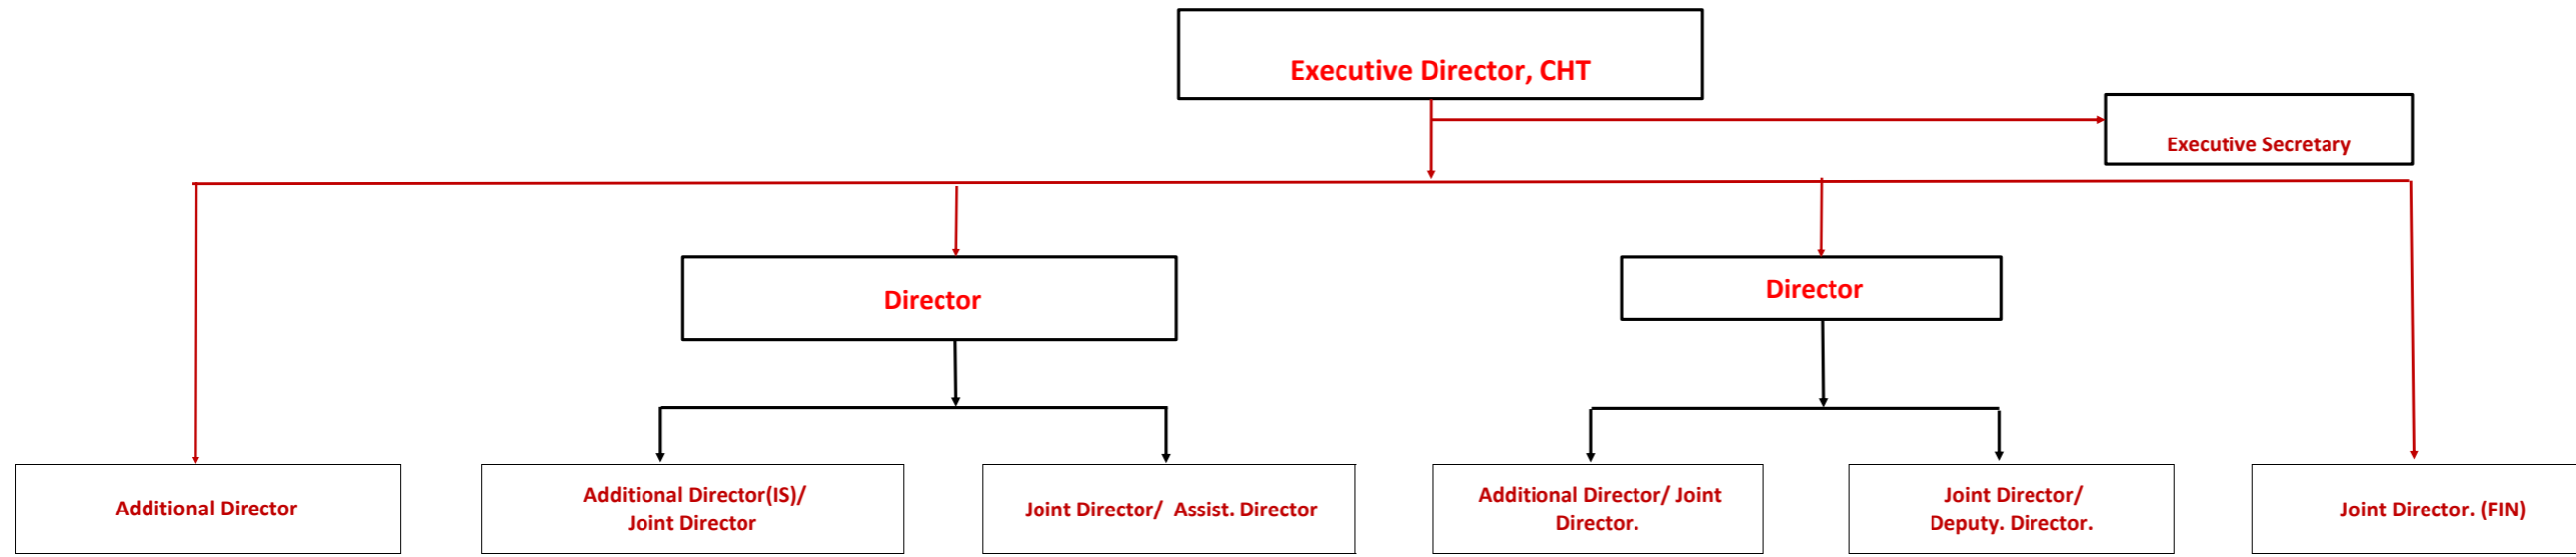 Executive Director, CHT
Executive Secretary
Director
Director
Additional Director
Additional Director(IS)/
Joint Director
Joint Director/ Assist. Director
Additional Director/ Joint
Director.
Joint Director/
Deputy. Director.
Joint Director. (FIN)